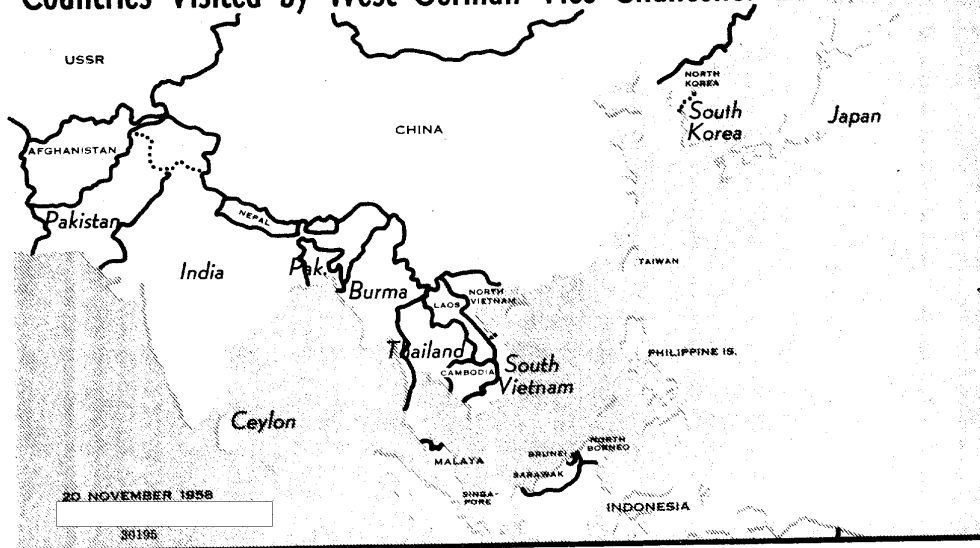 Countries Visited by West German Vice Chancellor
USSR
NORTH
KOREA
South
Korea
Japan
CHINA
AFGHANISTAN
Pakistan
NEPAL
India
Pak.
Burma
TAIWAN
NORTH
VIETNAM
LAOS
Thailand
CAMBODIA
South
Vietnam
PHILIPPINE IS.
Ceylon
NORTH
BORNEO
BRUNEI
MALAYA
SARAWAK
SINGA-
PORE
INDONESIA
20 NOVEMBER 1958
30195